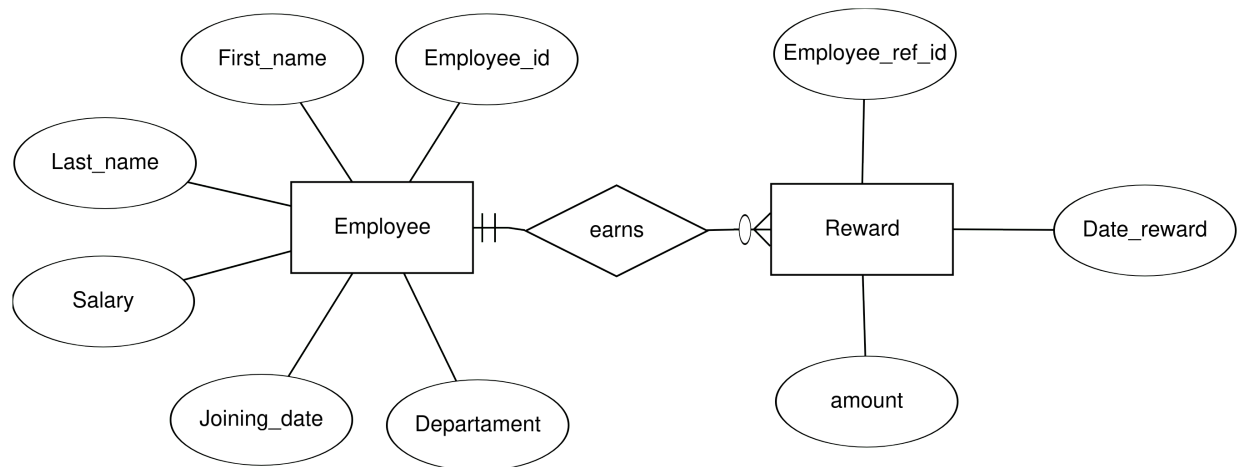 First_name
Employee_id
Employee_ref_id
Last_name
Employee
earns
Reward
Date_reward
Salary
Joining_date
Departament
amount